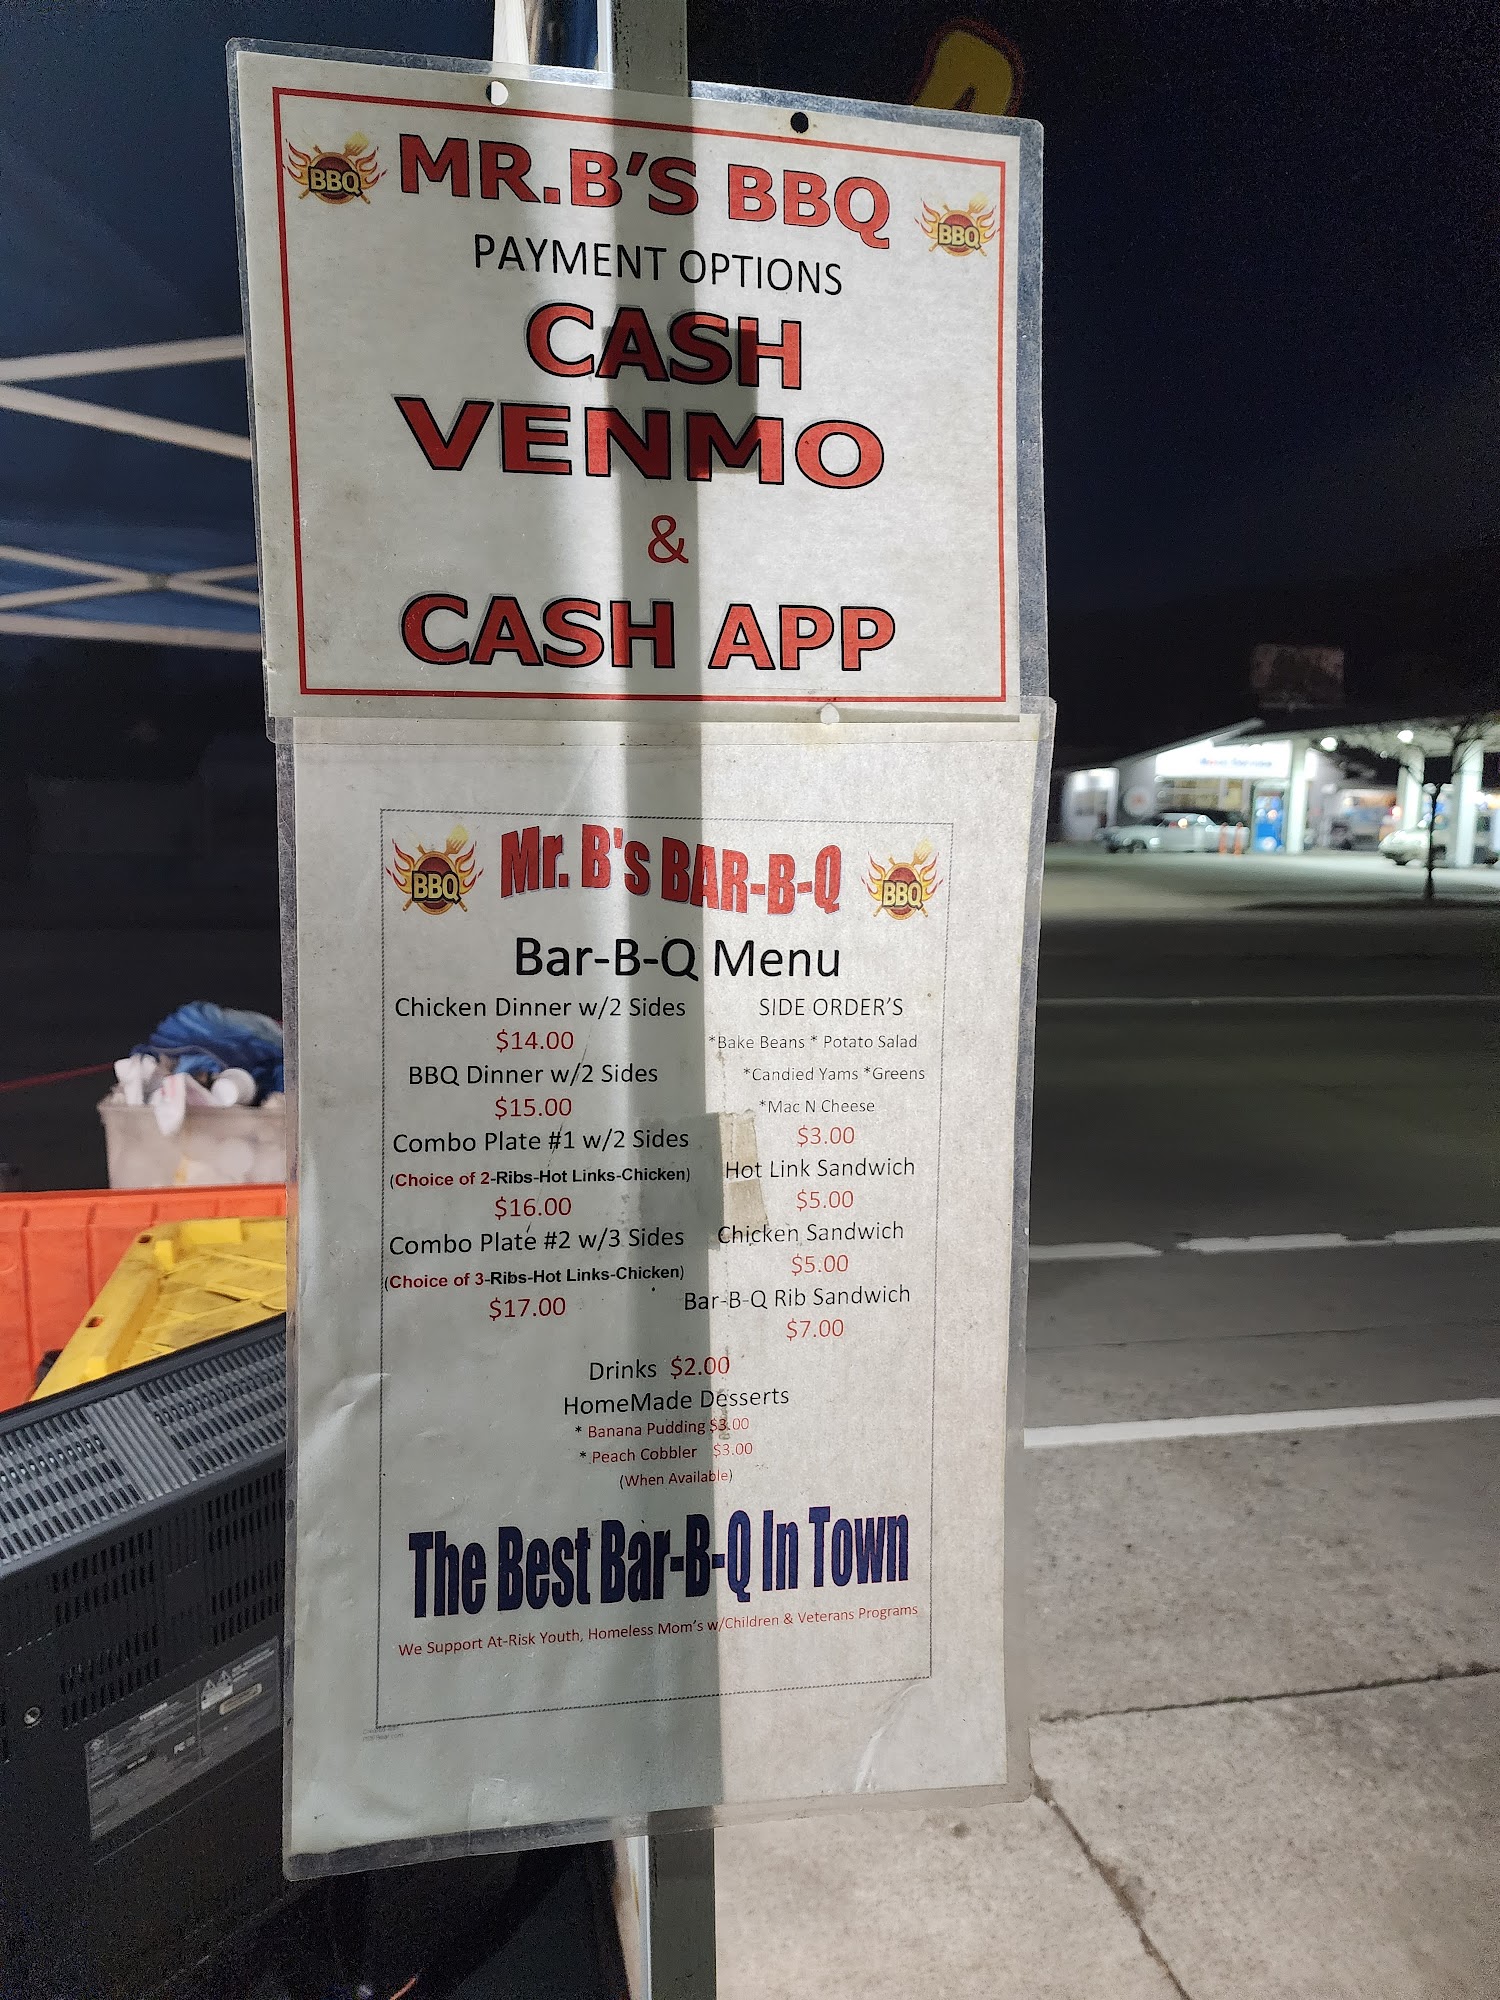 BBQ MR.B'S BBQ BBQ
PAYMENT OPTIONS
CASH
VENMO
&
CASH APP
BBQ Mr. B's BAR-B-Q BBQ
Bar-B-Q Menu
Chicken Dinner w/2 Sides
$14.00
BBQ Dinner w/2 Sides
$15.00
Combo Plate #1 w/2 Sides
(Choice of 2-Ribs-Hot Links-Chicken)
$16.00
Combo Plate #2 w/3 Sides
(Choice of 3-Ribs-Hot Links-Chicken)
$17.00
SIDE ORDER'S
*Bake Beans * Potato Salad
*Candied Yams *Greens
*Mac N Cheese
$3.00
Hot Link Sandwich
$5.00
Chicken Sandwich
$5.00
Bar-B-Q Rib Sandwich
$7.00
Drinks $2.00
HomeMade Desserts
* Banana Pudding $3.00
* Peach Cobbler $3.00
(When Available)
The Best Bar-B-Q In Town
We Support At-Risk Youth, Homeless Mom's w/Children & Veterans Programs